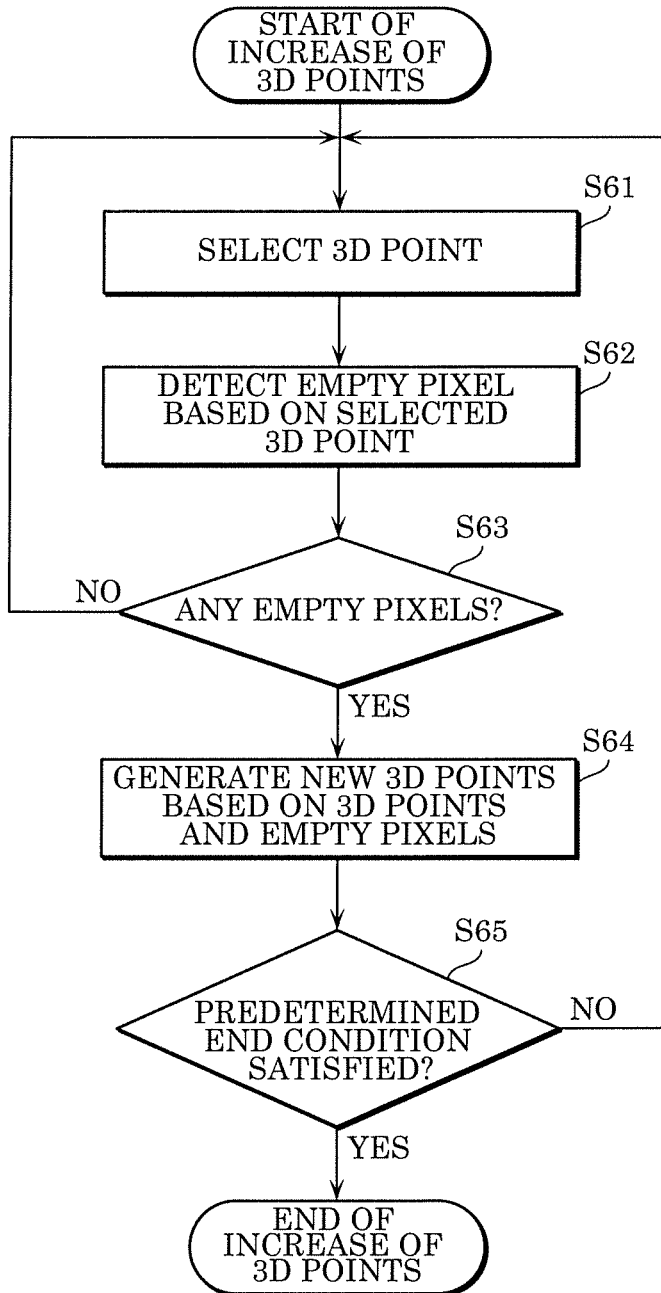 START OF
INCREASE OF
3D POINTS
S61
SELECT 3D POINT
S62
DETECT EMPTY PIXEL
BASED ON SELECTED
3D POINT
S63
NO
ANY EMPTY PIXELS?
YES
S64
GENERATE NEW 3D POINTS
BASED ON 3D POINTS
AND EMPTY PIXELS
S65
PREDETERMINED
END CONDITION
SATISFIED?
NO
YES
END OF
INCREASE OF
3D POINTS